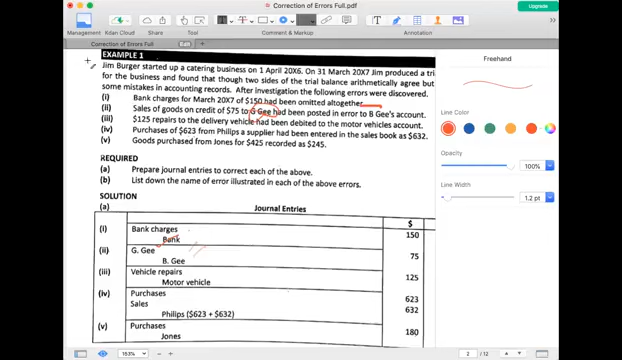 Correction of Errors Full.pdf
Upgrade
Management
Kdan Cloud
Comment & Markup
Annotation
Correction of Errors Full
Freehand
EXAMPLE 1
Jim Burger started up a catering business on 1 April 20X6. On 31 March 20X7 Jim produced a tri
for the business and found that though two sides of the trial balance arithmetically agree but
some mistakes in accounting records. After investigation the following errors were discovered.
(i) Bank charges for March 20X7 of $150 had been omitted altogether.
(ii) Sales of goods on credit of $75 to G Gee had been posted in error to B Gee's account.
(iii) $125 repairs to the delivery vehicle had been debited to the motor vehicles account.
(iv) Purchases of $623 from Philips a supplier had been entered in the sales book as $632.
(v) Goods purchased from Jones for $425 recorded as $245.
REQUIRED
(a) Prepare journal entries to correct each of the above.
(b) List down the name of error illustrated in each of the above errors.
SOLUTION
(a) Journal Entries
$
(i) Bank charges 150
Bank
(ii) G. Gee 75
B. Gee
(iii) Vehicle repairs 125
Motor vehicle
(iv) Purchases 623
Sales 632
Philips ($623 + $632)
(v) Purchases 180
Jones
Line Color
Opacity
100%
Line Width
1.2 pt
153%
2 / 12